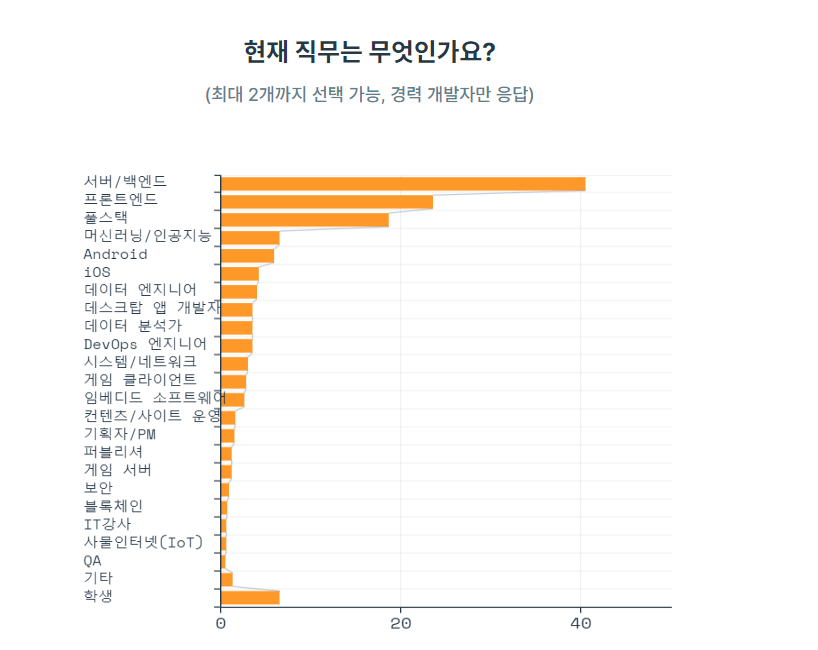 현재 직무는 무엇인가요?
(최대 2개까지 선택 가능, 경력 개발자만 응답)
서버/백엔드
프론트엔드
풀스택
머신러닝/인공지능
Android
iOS
데이터 엔지니어
데스크탑 앱 개발자
데이터 분석가
DevOps 엔지니어
시스템/네트워크
게임 클라이언트
임베디드 소프트웨어
컨텐츠/사이트 운영
기획자/PM
퍼블리셔
게임 서버
보안
블록체인
IT강사
사물인터넷(IoT)
QA
기타
학생
0 20 40